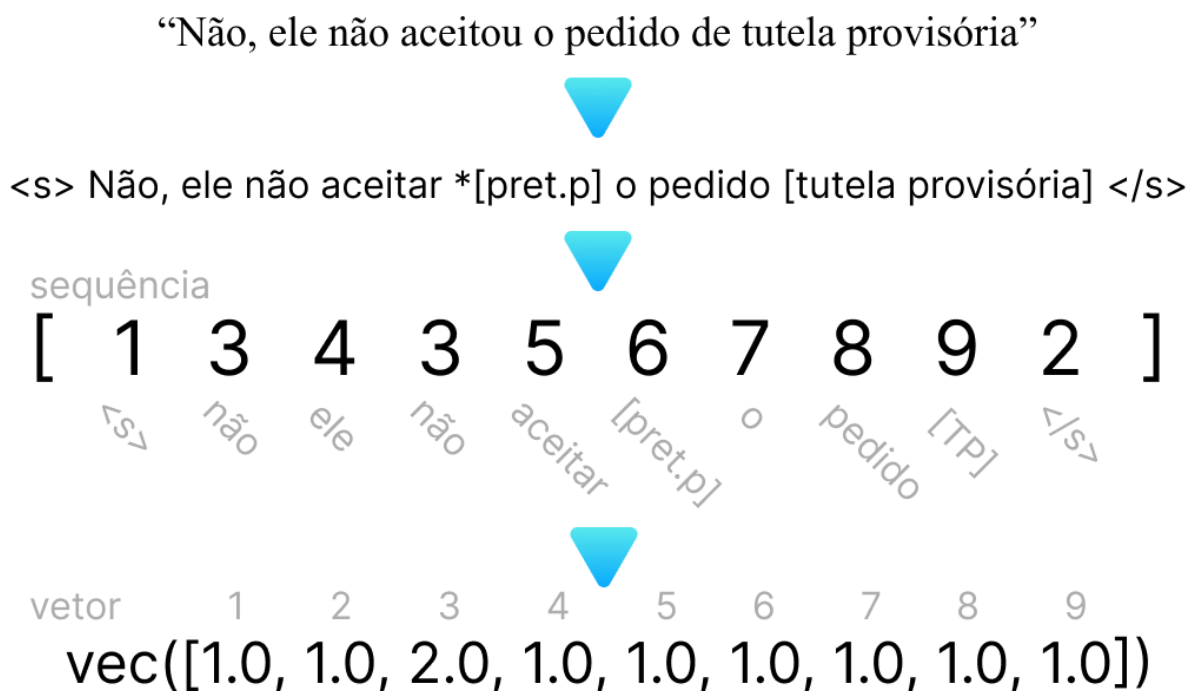 “Não, ele não aceitou o pedido de tutela provisória”
<s> Não, ele não aceitar *[pret.p] o pedido [tutela provisória] </s>
sequência
[ 1 3 4 3 5 6 7 8 9 2 ]
<s> não ele não aceitar [pret.p] o pedido [TP] </s>
vetor 1 2 3 4 5 6 7 8 9
vec([1.0, 1.0, 2.0, 1.0, 1.0, 1.0, 1.0, 1.0, 1.0])